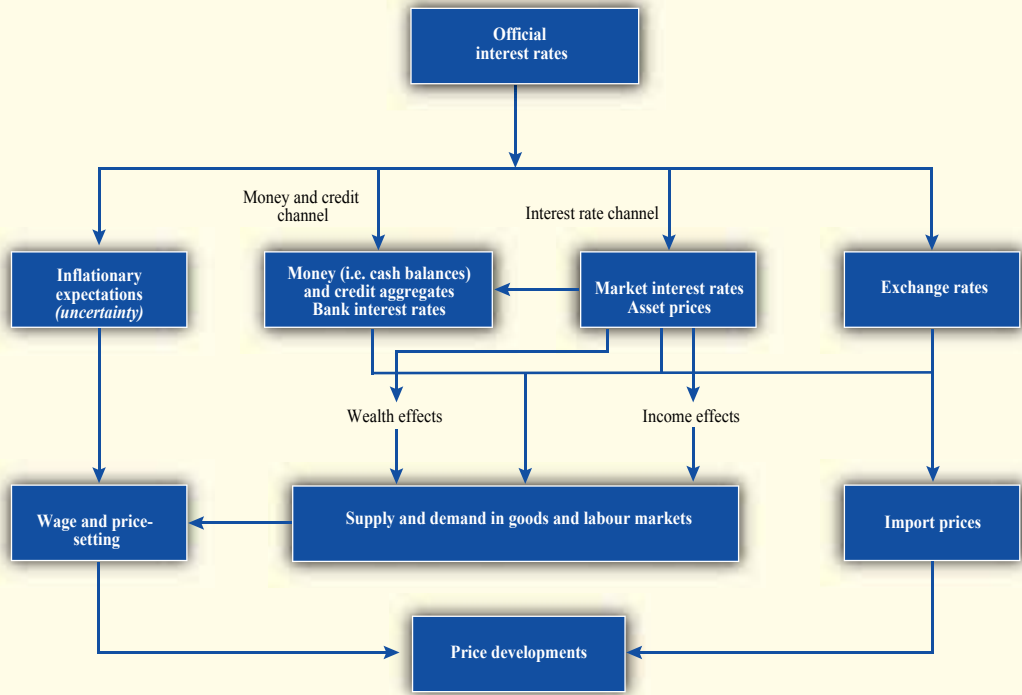 Official
interest rates
Money and credit
channel
Interest rate channel
Inflationary
expectations
(uncertainty)
Money (i.e. cash balances)
and credit aggregates
Bank interest rates
Market interest rates
Asset prices
Exchange rates
Wealth effects
Income effects
Wage and price-
setting
Supply and demand in goods and labour markets
Import prices
Price developments